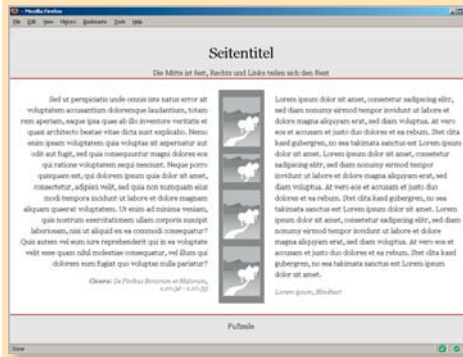 - Mozilla Firefox
File Edit View History Bookmarks Tools Help
Seitentitel
Die Mitte ist fest, Rechts und Links teilen sich den Rest
Sed ut perspiciatis unde omnis iste natus error sit
voluptatem accusantium doloremque laudantium, totam
rem aperiam, eaque ipsa quae ab illo inventore veritatis et
quasi architecto beatae vitae dicta sunt explicabo. Nemo
enim ipsam voluptatem quia voluptas sit aspernatur aut
odit aut fugit, sed quia consequuntur magni dolores eos
qui ratione voluptatem sequi nesciunt. Neque porro
quisquam est, qui dolorem ipsum quia dolor sit amet,
consectetur, adipisci velit, sed quia non numquam eius
modi tempora incidunt ut labore et dolore magnam
aliquam quaerat voluptatem. Ut enim ad minima veniam,
quis nostrum exercitationem ullam corporis suscipit
laboriosam, nisi ut aliquid ex ea commodi consequatur?
Quis autem vel eum iure reprehenderit qui in ea voluptate
velit esse quam nihil molestiae consequatur, vel illum qui
dolorem eum fugiat quo voluptas nulla pariatur?
Cicero: De Finibus Bonorum et Malorum,
Lorem ipsum dolor sit amet, consetetur sadipscing elitr,
sed diam nonumy eirmod tempor invidunt ut labore et
dolore magna aliquyam erat, sed diam voluptua. At vero
eos et accusam et justo duo dolores et ea rebum. Stet clita
kasd gubergren, no sea takimata sanctus est Lorem ipsum
dolor sit amet. Lorem ipsum dolor sit amet, consetetur
sadipscing elitr, sed diam nonumy eirmod tempor
invidunt ut labore et dolore magna aliquyam erat, sed
diam voluptua. At vero eos et accusam et justo duo
dolores et ea rebum. Stet clita kasd gubergren, no sea
takimata sanctus est Lorem ipsum dolor sit amet. Lorem
ipsum dolor sit amet, consetetur sadipscing elitr, sed diam
nonumy eirmod tempor invidunt ut labore et dolore
magna aliquyam erat, sed diam voluptua. At vero eos et
accusam et justo duo dolores et ea rebum. Stet clita kasd
gubergren, no sea takimata sanctus est Lorem ipsum
dolor sit amet.
Lorem ipsum, Blindtext
Fußzeile
Done